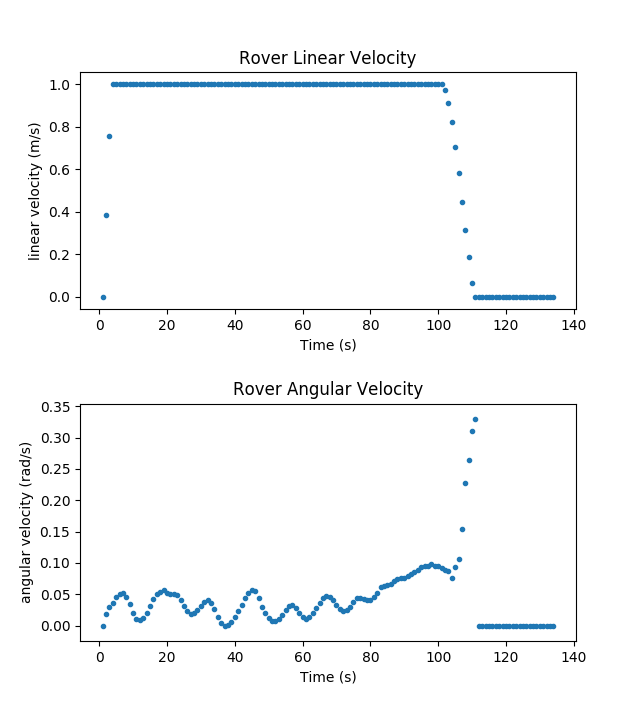 Rover Linear Velocity
linear velocity (m/s)
1.0
0.8
0.6
0.4
0.2
0.0
0 20 40 60 80 100 120 140
Time (s)
Rover Angular Velocity
angular velocity (rad/s)
0.35
0.30
0.25
0.20
0.15
0.10
0.05
0.00
0 20 40 60 80 100 120 140
Time (s)